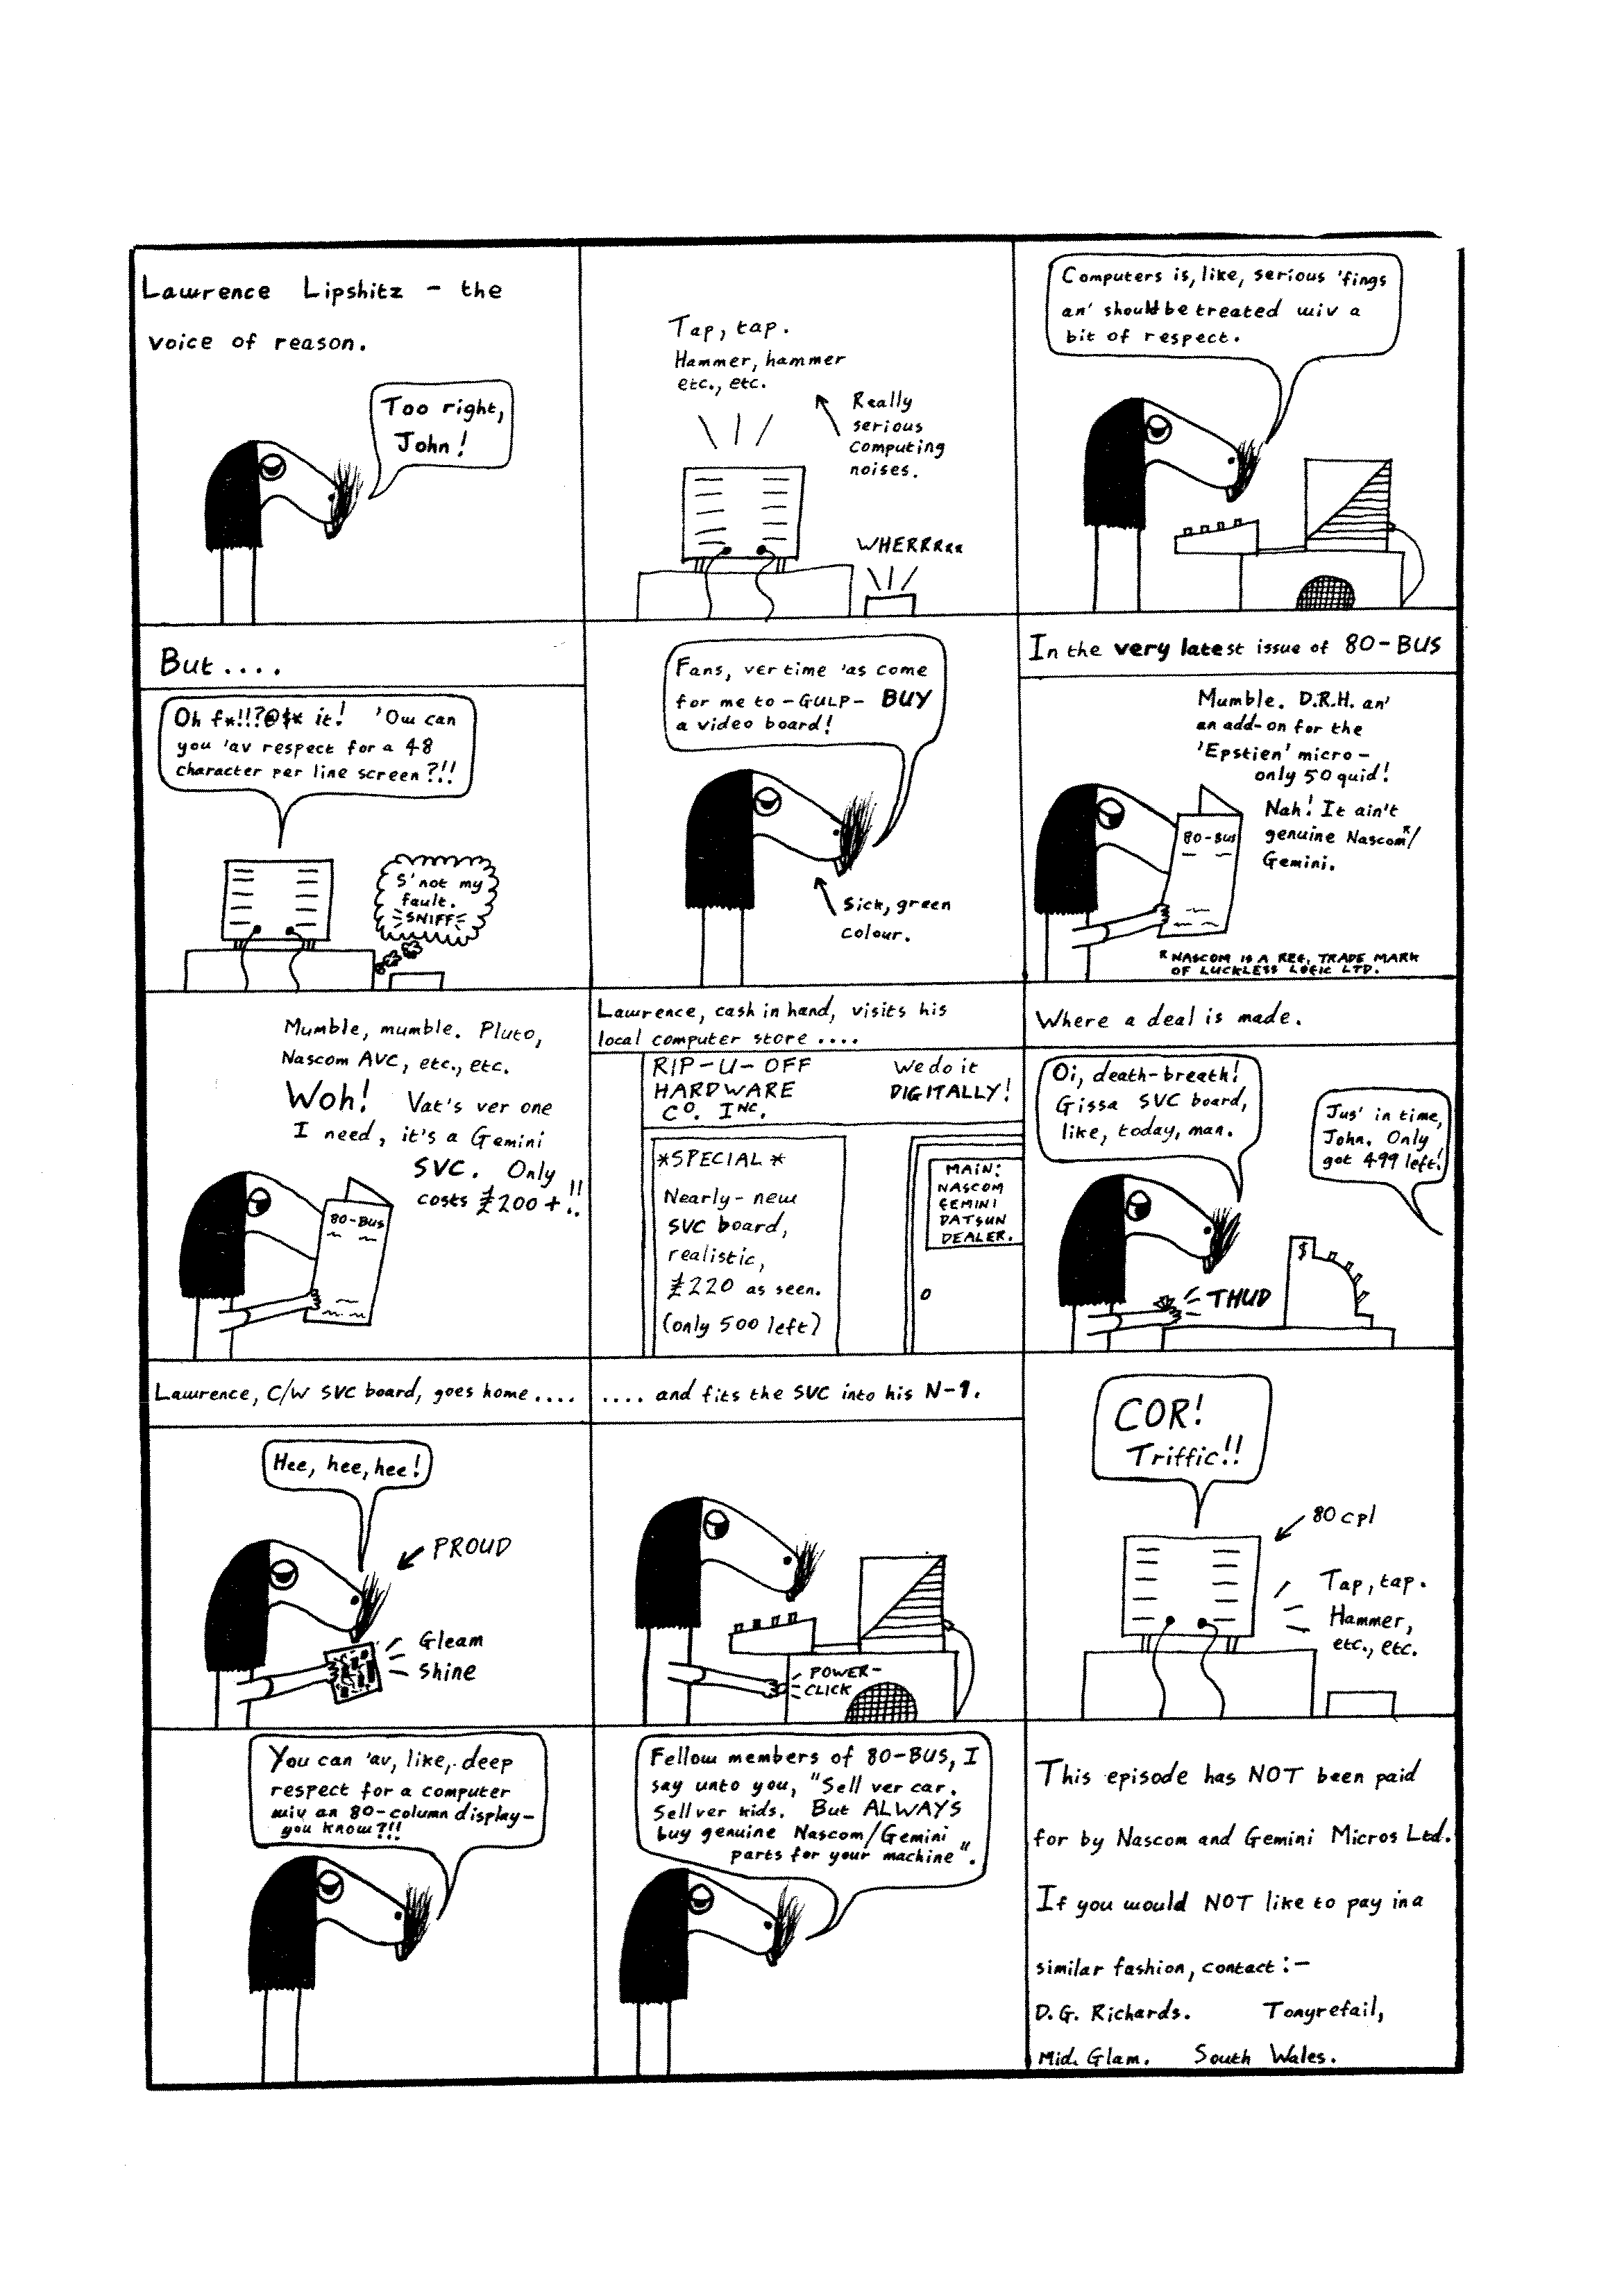 Lawrence Lipshitz - the
voice of reason.
Too right,
John!
Tap, tap.
Hammer, hammer
etc., etc.
Really
serious
computing
noises.
WHERRRRR
Computers is, like, serious 'fings
an' should be treated wiv a
bit of respect.
But....
Oh f*!!?@$* it! 'Ow can
you 'av respect for a 48
character per line screen?!!
S'not my
fault.
SNIFF
Fans, ver time 'as come
for me to -GULP- BUY
a video board!
Sick, green
colour.
In the very latest issue of 80-BUS
Mumble. D.R.H. an'
an add-on for the
'Epstien' micro -
only 50 quid!
Nah! It ain't
genuine Nascom*/
Gemini.
80-Bus
* NASCOM IS A REG. TRADE MARK
OF LUCKLESS LOGIC LTD.
Mumble, mumble. Pluto,
Nascom AVC, etc., etc.
Woh! Vat's ver one
I need, it's a Gemini
SVC. Only
costs £200+!!
80-Bus
Lawrence, cash in hand, visits his
local computer store ....
RIP-U-OFF
HARDWARE
CO. INC.
We do it
DIGITALLY!
*SPECIAL*
Nearly-new
SVC board,
realistic,
£220 as seen.
(only 500 left)
MAIN:
NASCOM
GEMINI
DATSUN
DEALER.
Where a deal is made.
Oi, death-breath!
Gissa SVC board,
like, today, man.
Jus' in time,
John. Only
got 499 left!
$
THUD
Lawrence, C/W SVC board, goes home....
Hee, hee, hee!
PROUD
Gleam
Shine
.... and fits the SVC into his N-1.
POWER-
CLICK
COR!
Triffic!!
80 cpl
Tap, tap.
Hammer,
etc., etc.
You can 'av, like, deep
respect for a computer
wiv an 80-column display-
you know?!!
Fellow members of 80-BUS, I
say unto you, "Sell ver car.
Sell ver kids. But ALWAYS
buy genuine Nascom/Gemini
parts for your machine".
This episode has NOT been paid
for by Nascom and Gemini Micros Ltd.
If you would NOT like to pay in a
similar fashion, contact:-
D.G. Richards. Tonyrefail,
Mid. Glam. South Wales.